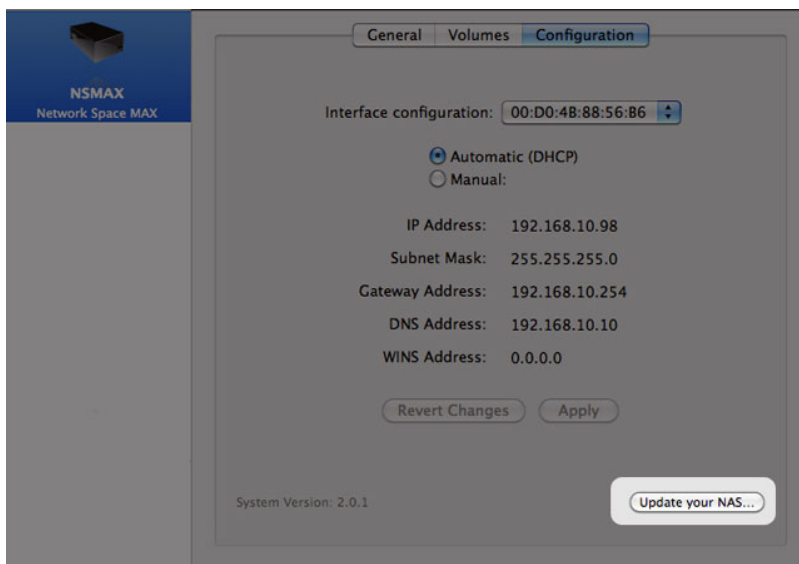 General Volumes Configuration
NSMAX
Network Space MAX
Interface configuration: 00:D0:4B:88:56:B6
Automatic (DHCP)
Manual:
IP Address: 192.168.10.98
Subnet Mask: 255.255.255.0
Gateway Address: 192.168.10.254
DNS Address: 192.168.10.10
WINS Address: 0.0.0.0
Revert Changes Apply
System Version: 2.0.1 Update your NAS...